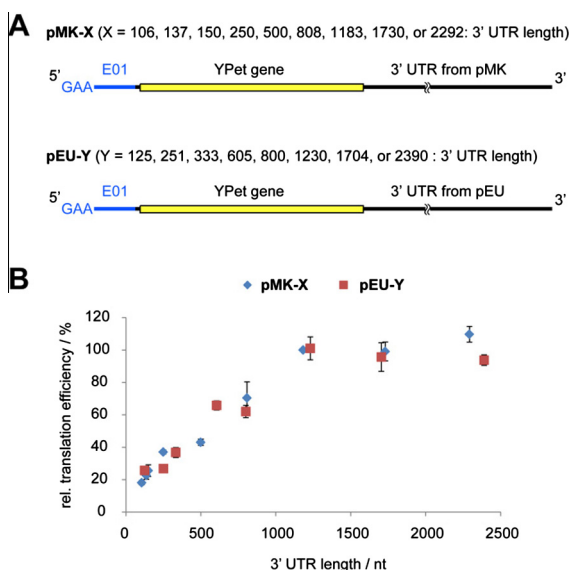 A
pMK-X (X = 106, 137, 150, 250, 500, 808, 1183, 1730, or 2292: 3' UTR length)
5' E01 YPet gene 3' UTR from pMK 3'
GAA
pEU-Y (Y = 125, 251, 333, 605, 800, 1230, 1704, or 2390 : 3' UTR length)
5' E01 YPet gene 3' UTR from pEU 3'
GAA
B
pMK-X pEU-Y
rel. translation efficiency / %
120
100
80
60
40
20
0
0 500 1000 1500 2000 2500
3' UTR length / nt